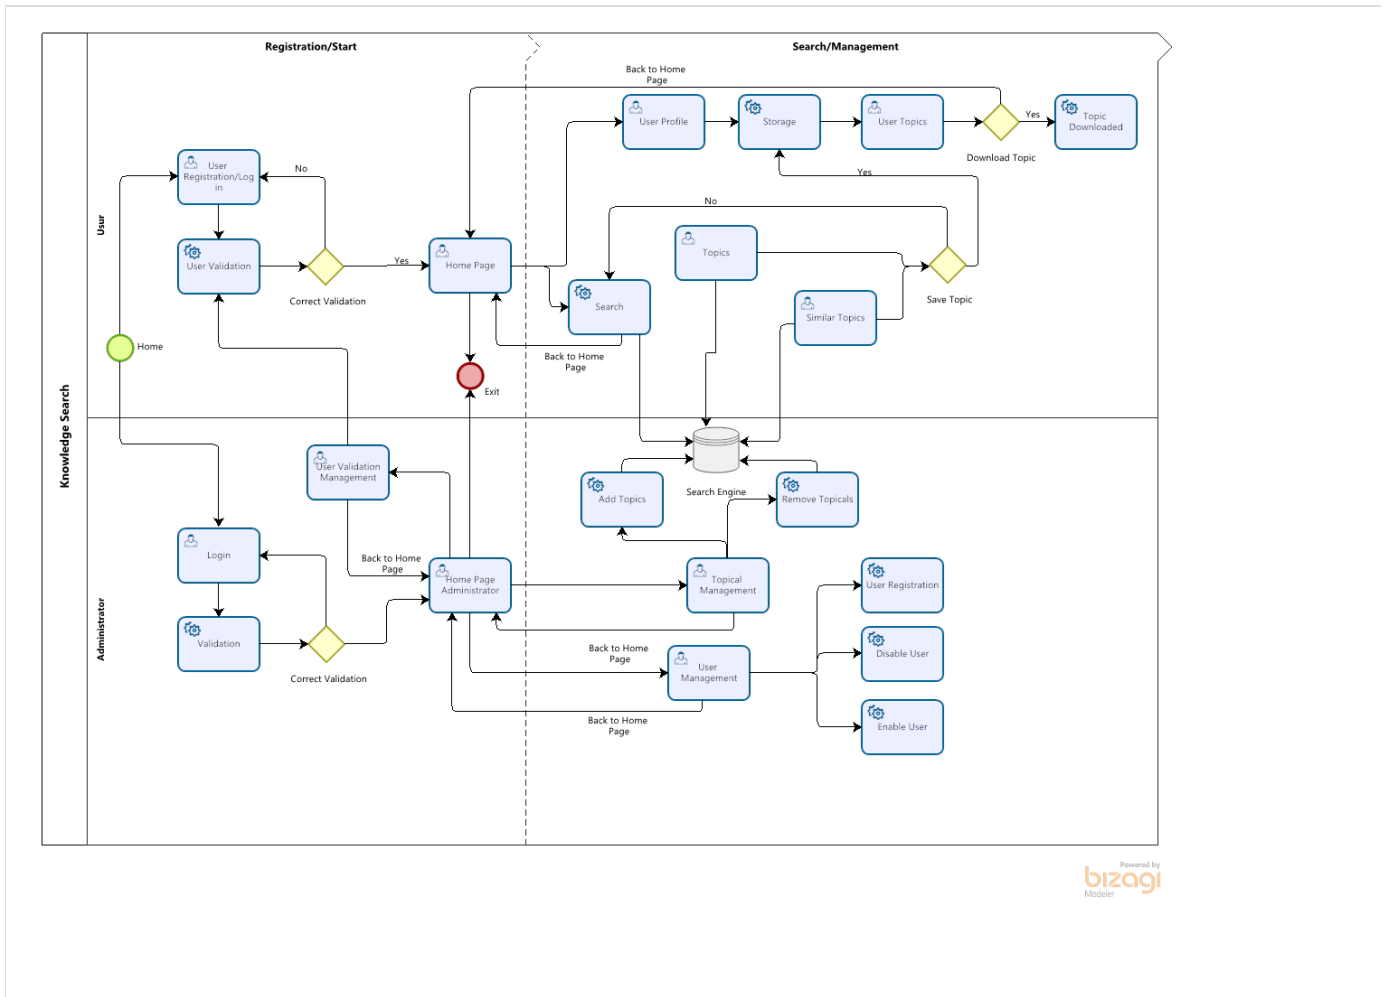 Registration/Start
Search/Management
Knowledge Search
Usur
Administrator
Back to Home
Page
User Profile
Storage
User Topics
Yes
Topic
Downloaded
Download Topic
User
Registration/Log
in
No
Yes
No
User Validation
Correct Validation
Yes
Home Page
Topics
Search
Similar Topics
Save Topic
Home
Back to Home
Page
Exit
User Validation
Management
Search Engine
Add Topics
Remove Topicals
Login
Back to Home
Page
Home Page
Administrator
Topical
Management
User Registration
Validation
Correct Validation
Back to Home
Page
User
Management
Disable User
Back to Home
Page
Enable User
Powered by
bizagi
Modeler